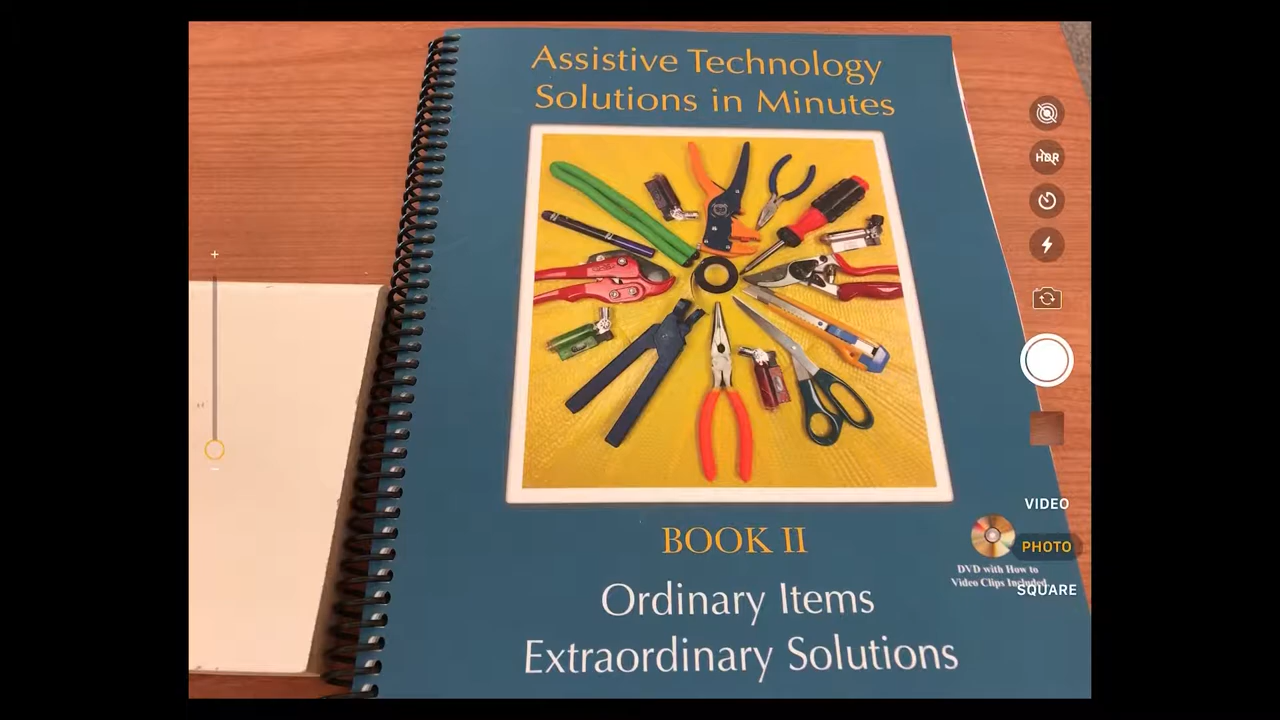 Assistive Technology
Solutions in Minutes
HDR
BOOK II
Ordinary Items
Extraordinary Solutions
DVD with How to
Video Clips Included
VIDEO
PHOTO
SQUARE